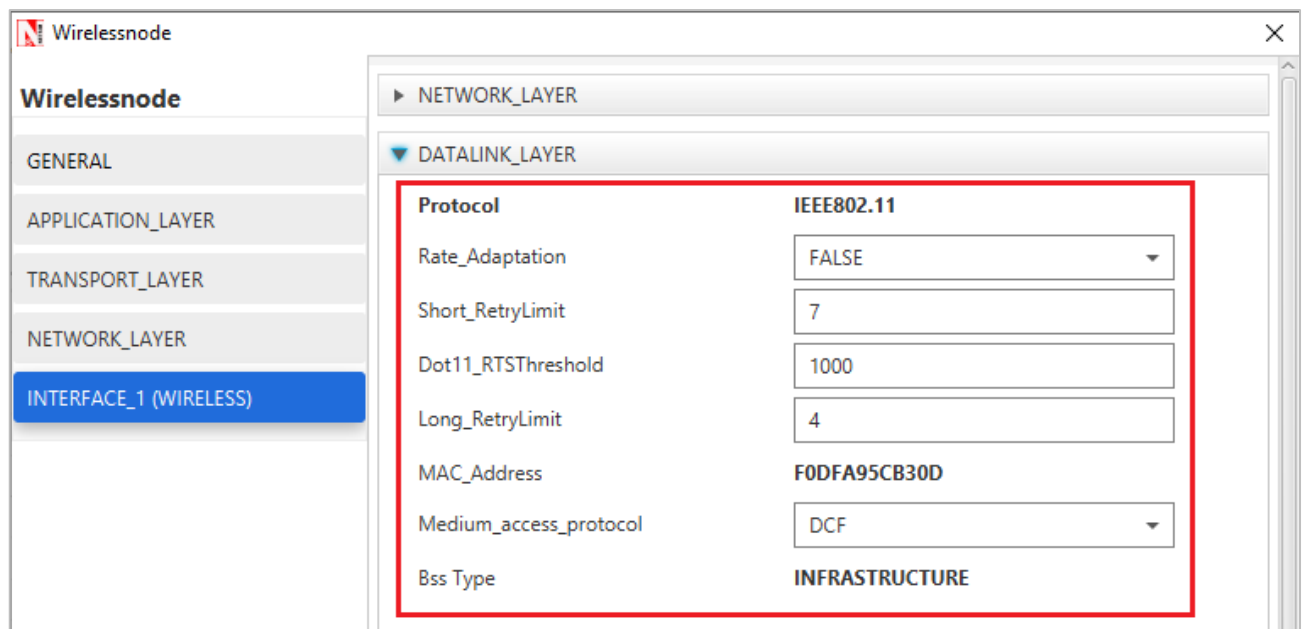 Wirelessnode
Wirelessnode
GENERAL
APPLICATION_LAYER
TRANSPORT_LAYER
NETWORK_LAYER
INTERFACE_1 (WIRELESS)
NETWORK_LAYER
DATALINK_LAYER
Protocol IEEE802.11
Rate_Adaptation FALSE
Short_RetryLimit 7
Dot11_RTSThreshold 1000
Long_RetryLimit 4
MAC_Address F0DFA95CB30D
Medium_access_protocol DCF
Bss Type INFRASTRUCTURE